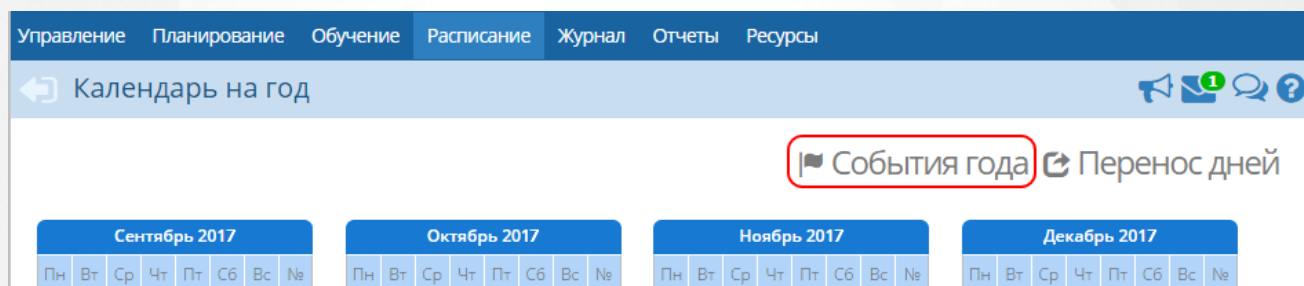 Управление Планирование Обучение Расписание Журнал Отчеты Ресурсы
Календарь на год
1
События года Перенос дней
Сентябрь 2017 Октябрь 2017 Ноябрь 2017 Декабрь 2017
Пн Вт Ср Чт Пт Сб Вс № Пн Вт Ср Чт Пт Сб Вс № Пн Вт Ср Чт Пт Сб Вс № Пн Вт Ср Чт Пт Сб Вс №